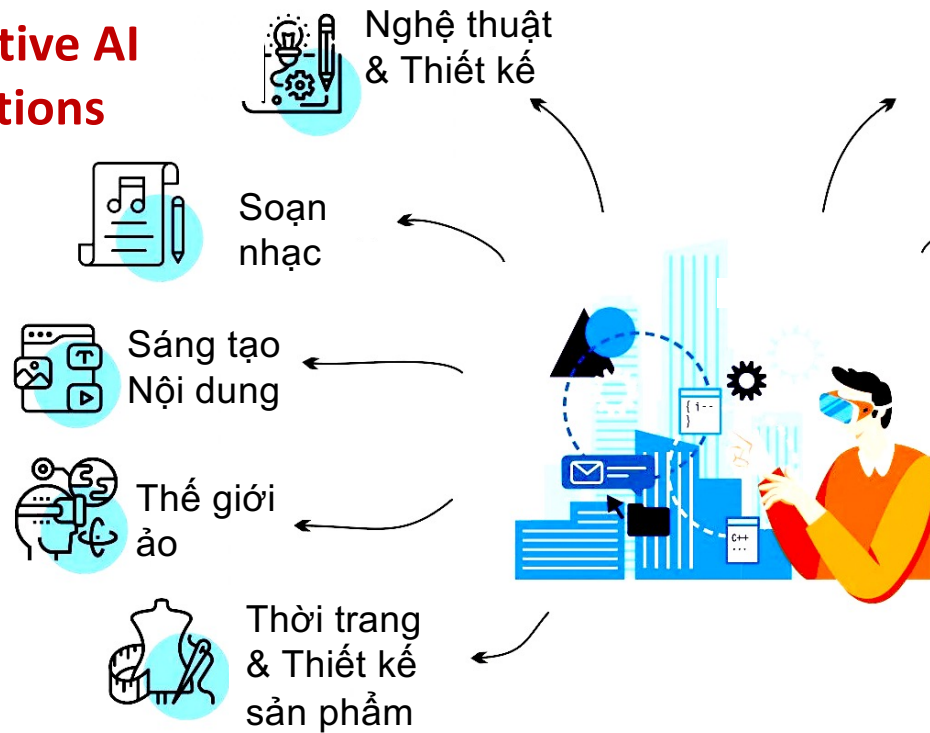 tive AI
tions
Nghệ thuật
& Thiết kế
Soạn
nhạc
Sáng tạo
Nội dung
T
Thế giới
ảo
Thời trang
& Thiết kế
sản phẩm
{ i--
}
C++
...